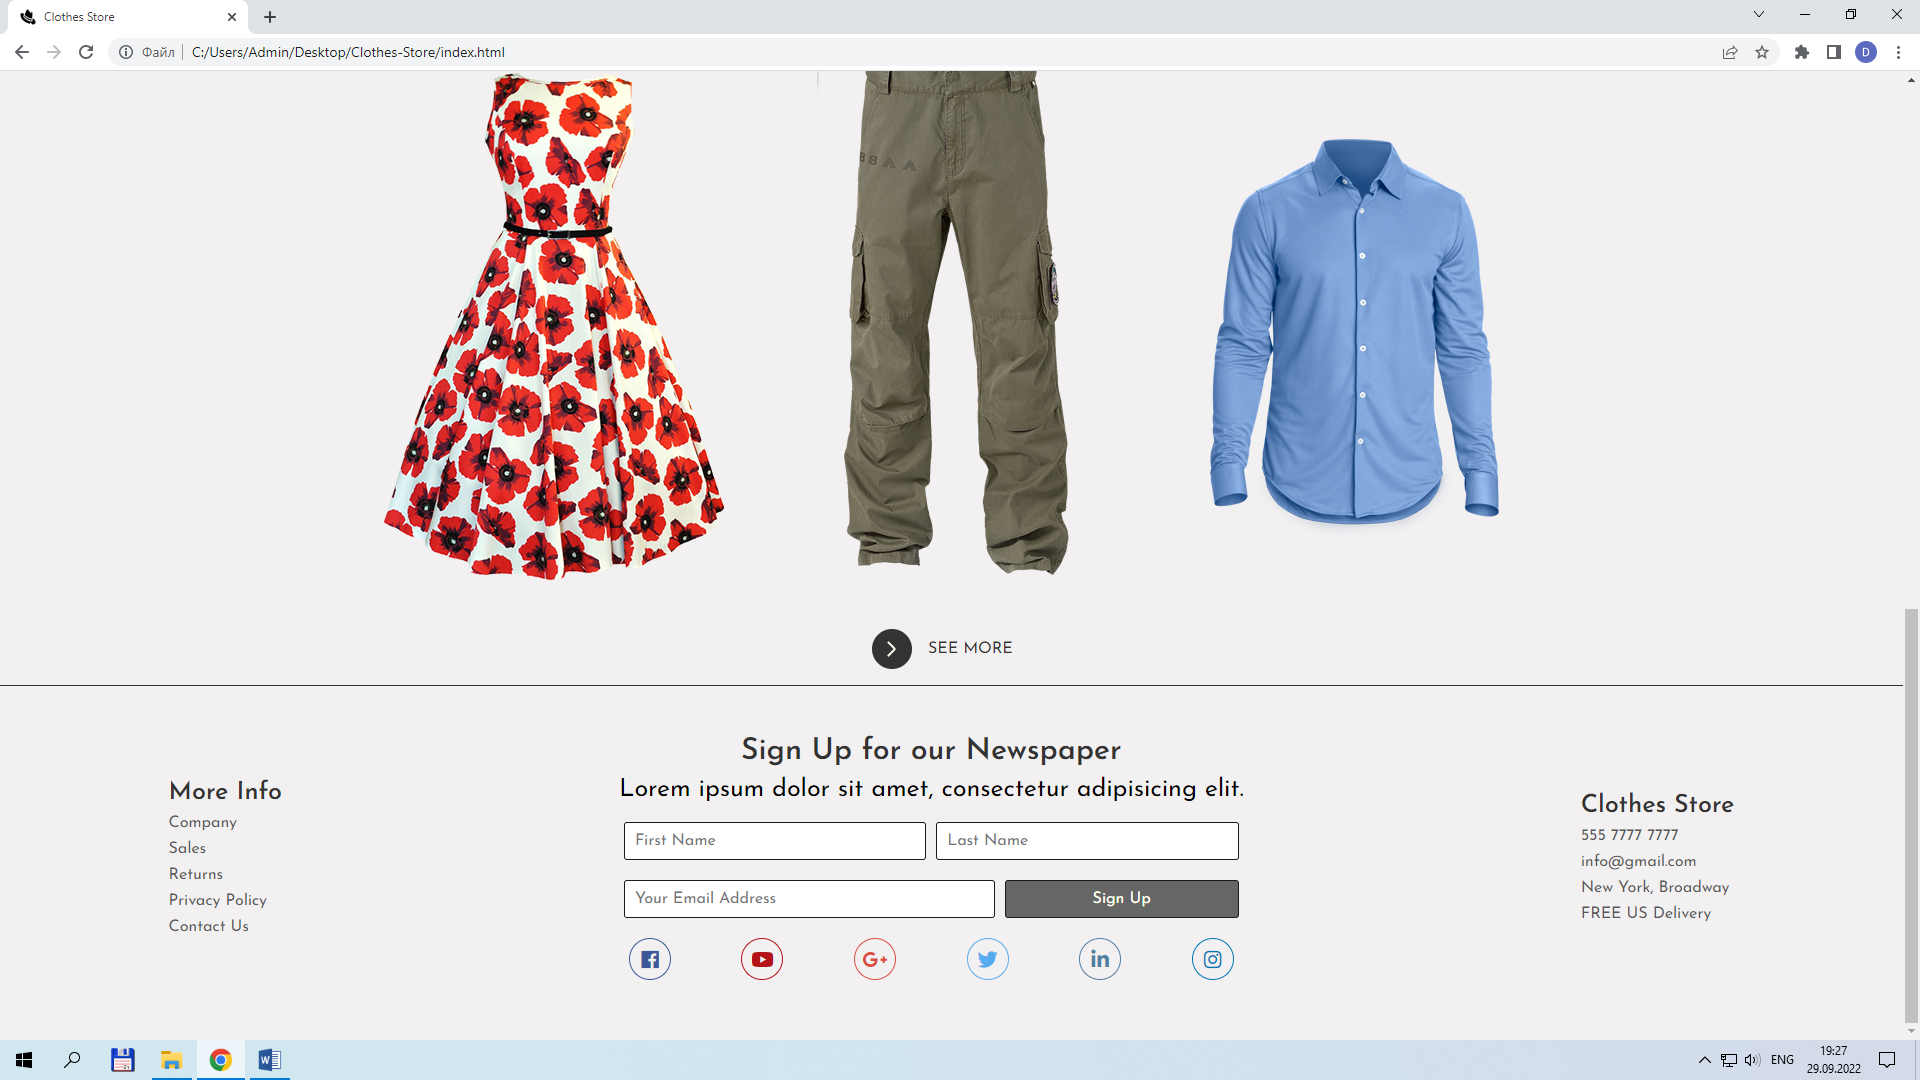 Clothes Store
Файл
C:/Users/Admin/Desktop/Clothes-Store/index.html
D
SEE MORE
More Info
Company
Sales
Returns
Privacy Policy
Contact Us
Sign Up for our Newspaper
Lorem ipsum dolor sit amet, consectetur adipisicing elit.
First Name
Last Name
Your Email Address
Sign Up
Clothes Store
555 7777 7777
info@gmail.com
New York, Broadway
FREE US Delivery
ENG
19:27
29.09.2022